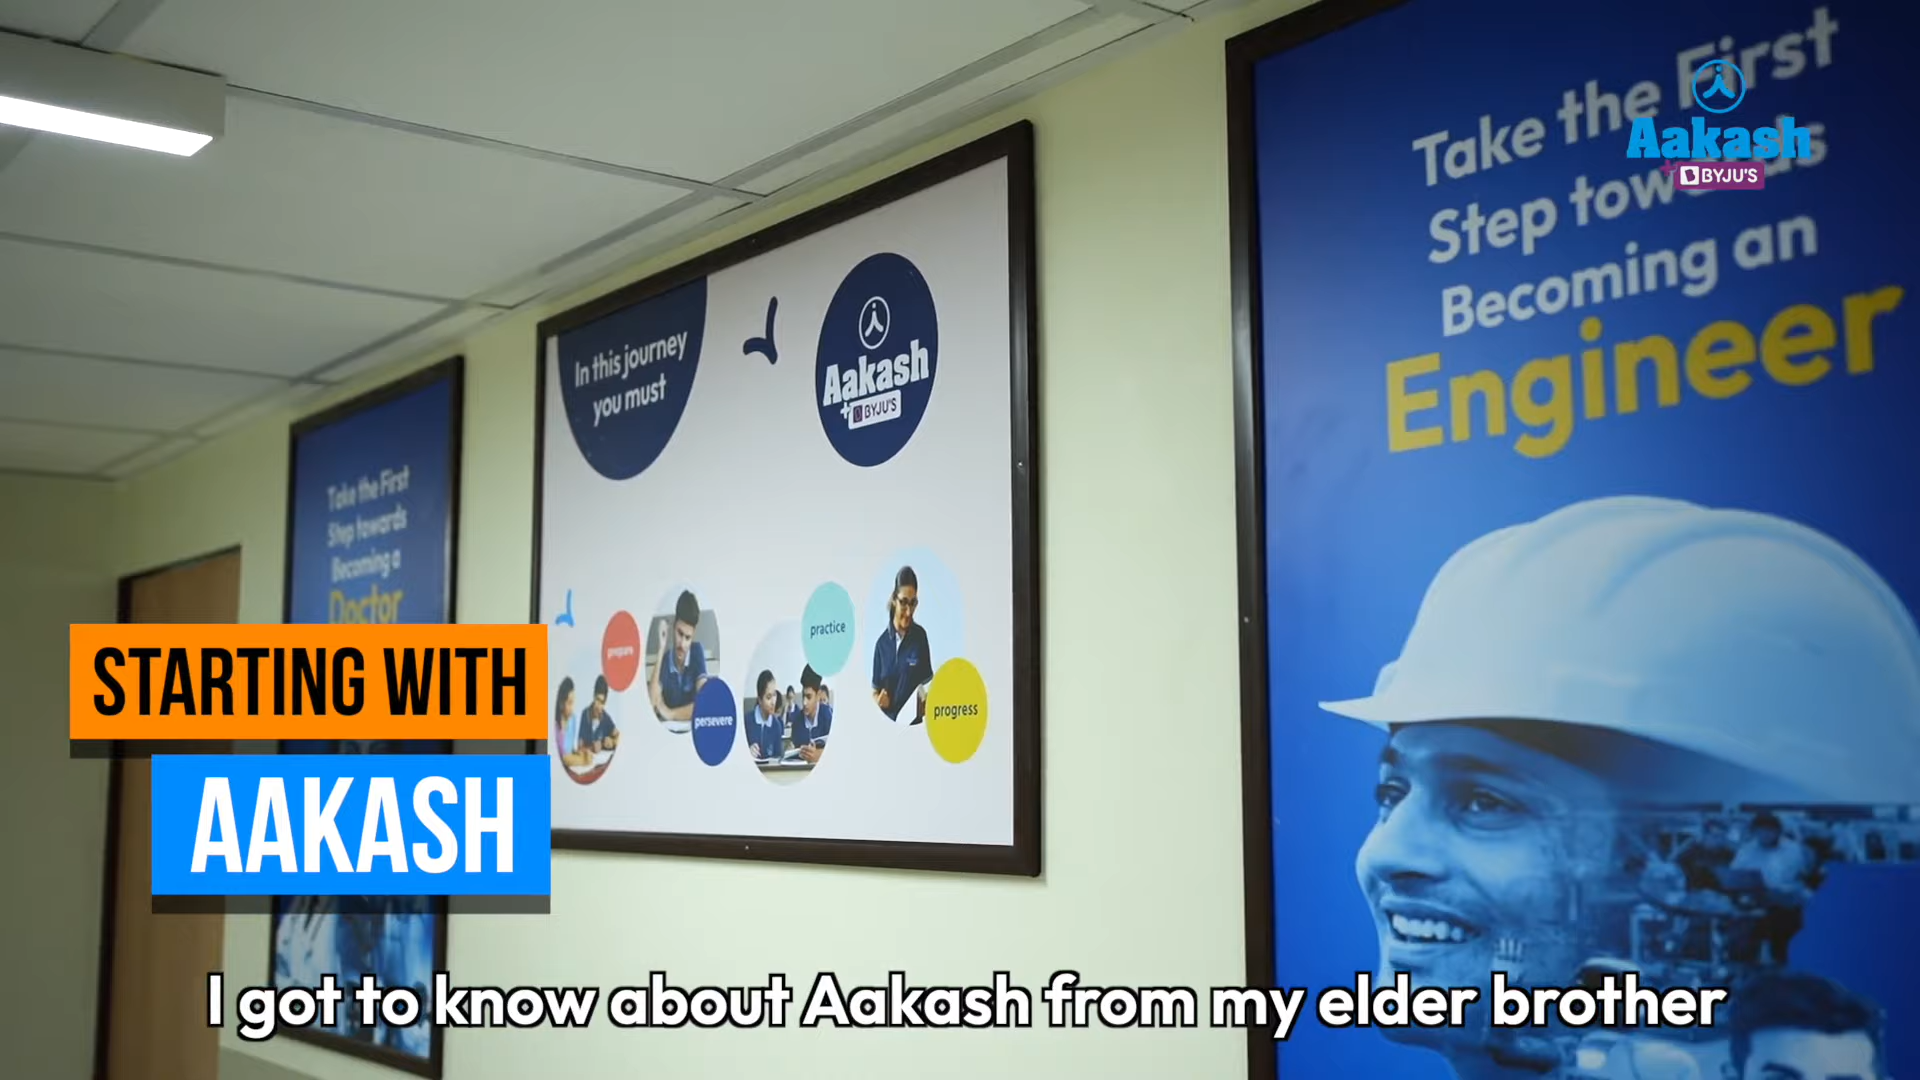 Take the First
Step towards
Becoming an
Engineer
Aakash
BYJU'S
In this journey
you must
Aakash
+ BYJU'S
Take the First
Step towards
Becoming a
Doctor
prepare
persevere
practice
progress
STARTING WITH
AAKASH
I got to know about Aakash from my elder brother